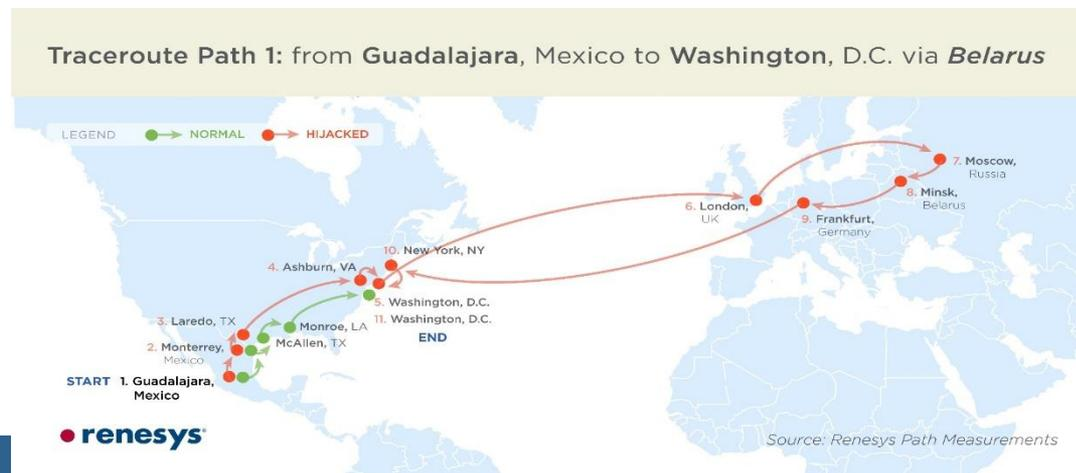 Traceroute Path 1: from Guadalajara, Mexico to Washington, D.C. via Belarus
LEGEND NORMAL HIJACKED
7. Moscow,
Russia
8. Minsk,
Belarus
6. London,
UK
9. Frankfurt,
Germany
10. New York, NY
4. Ashburn, VA
5. Washington, D.C.
11. Washington, D.C.
END
3. Laredo, TX
Monroe, LA
McAllen, TX
2. Monterrey,
Mexico
START 1. Guadalajara,
Mexico
renesys
Source: Renesys Path Measurements